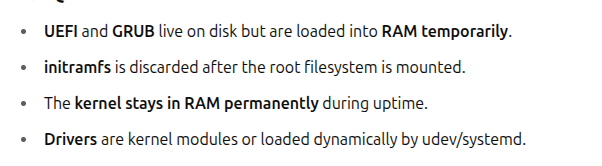 • UEFI and GRUB live on disk but are loaded into RAM temporarily.
• initramfs is discarded after the root filesystem is mounted.
• The kernel stays in RAM permanently during uptime.
• Drivers are kernel modules or loaded dynamically by udev/systemd.